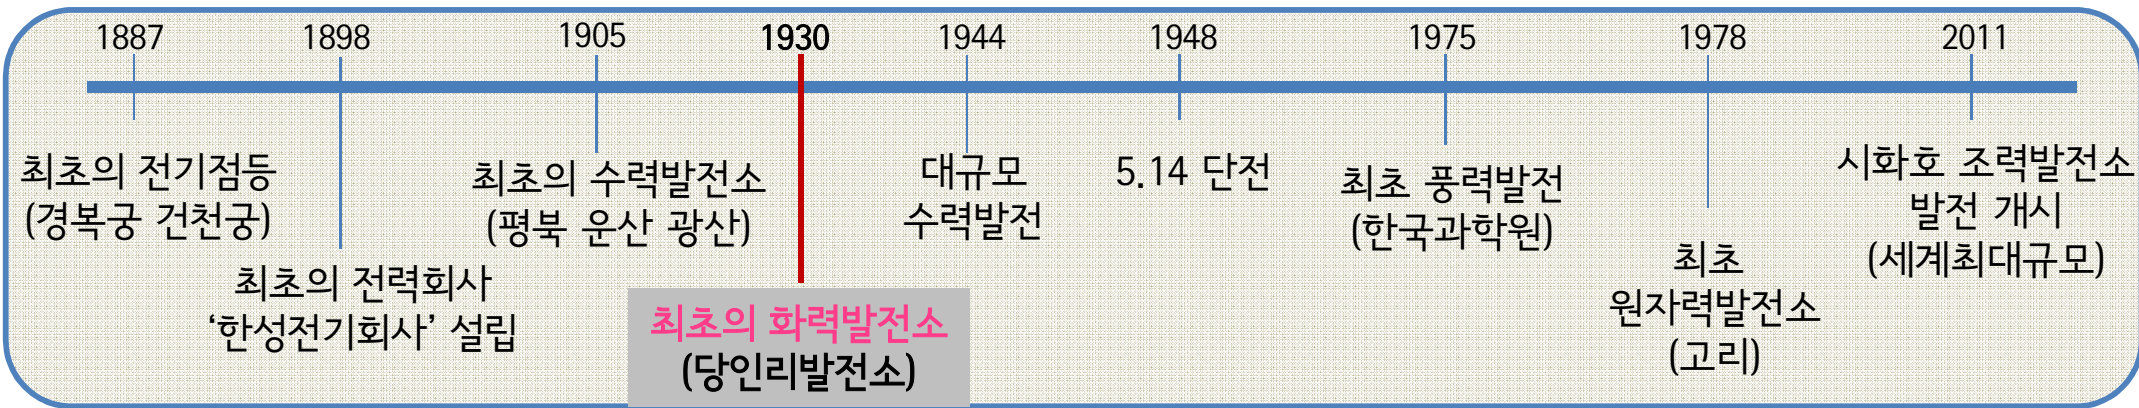 1887
1898
1905
1930
1944
1948
1975
1978
2011
최초의 전기점등
(경복궁 건천궁)
최초의 전력회사
‘한성전기회사’ 설립
최초의 수력발전소
(평북 운산 광산)
최초의 화력발전소
(당인리발전소)
대규모
수력발전
5.14 단전
최초 풍력발전
(한국과학원)
최초
원자력발전소
(고리)
시화호 조력발전소
발전 개시
(세계최대규모)